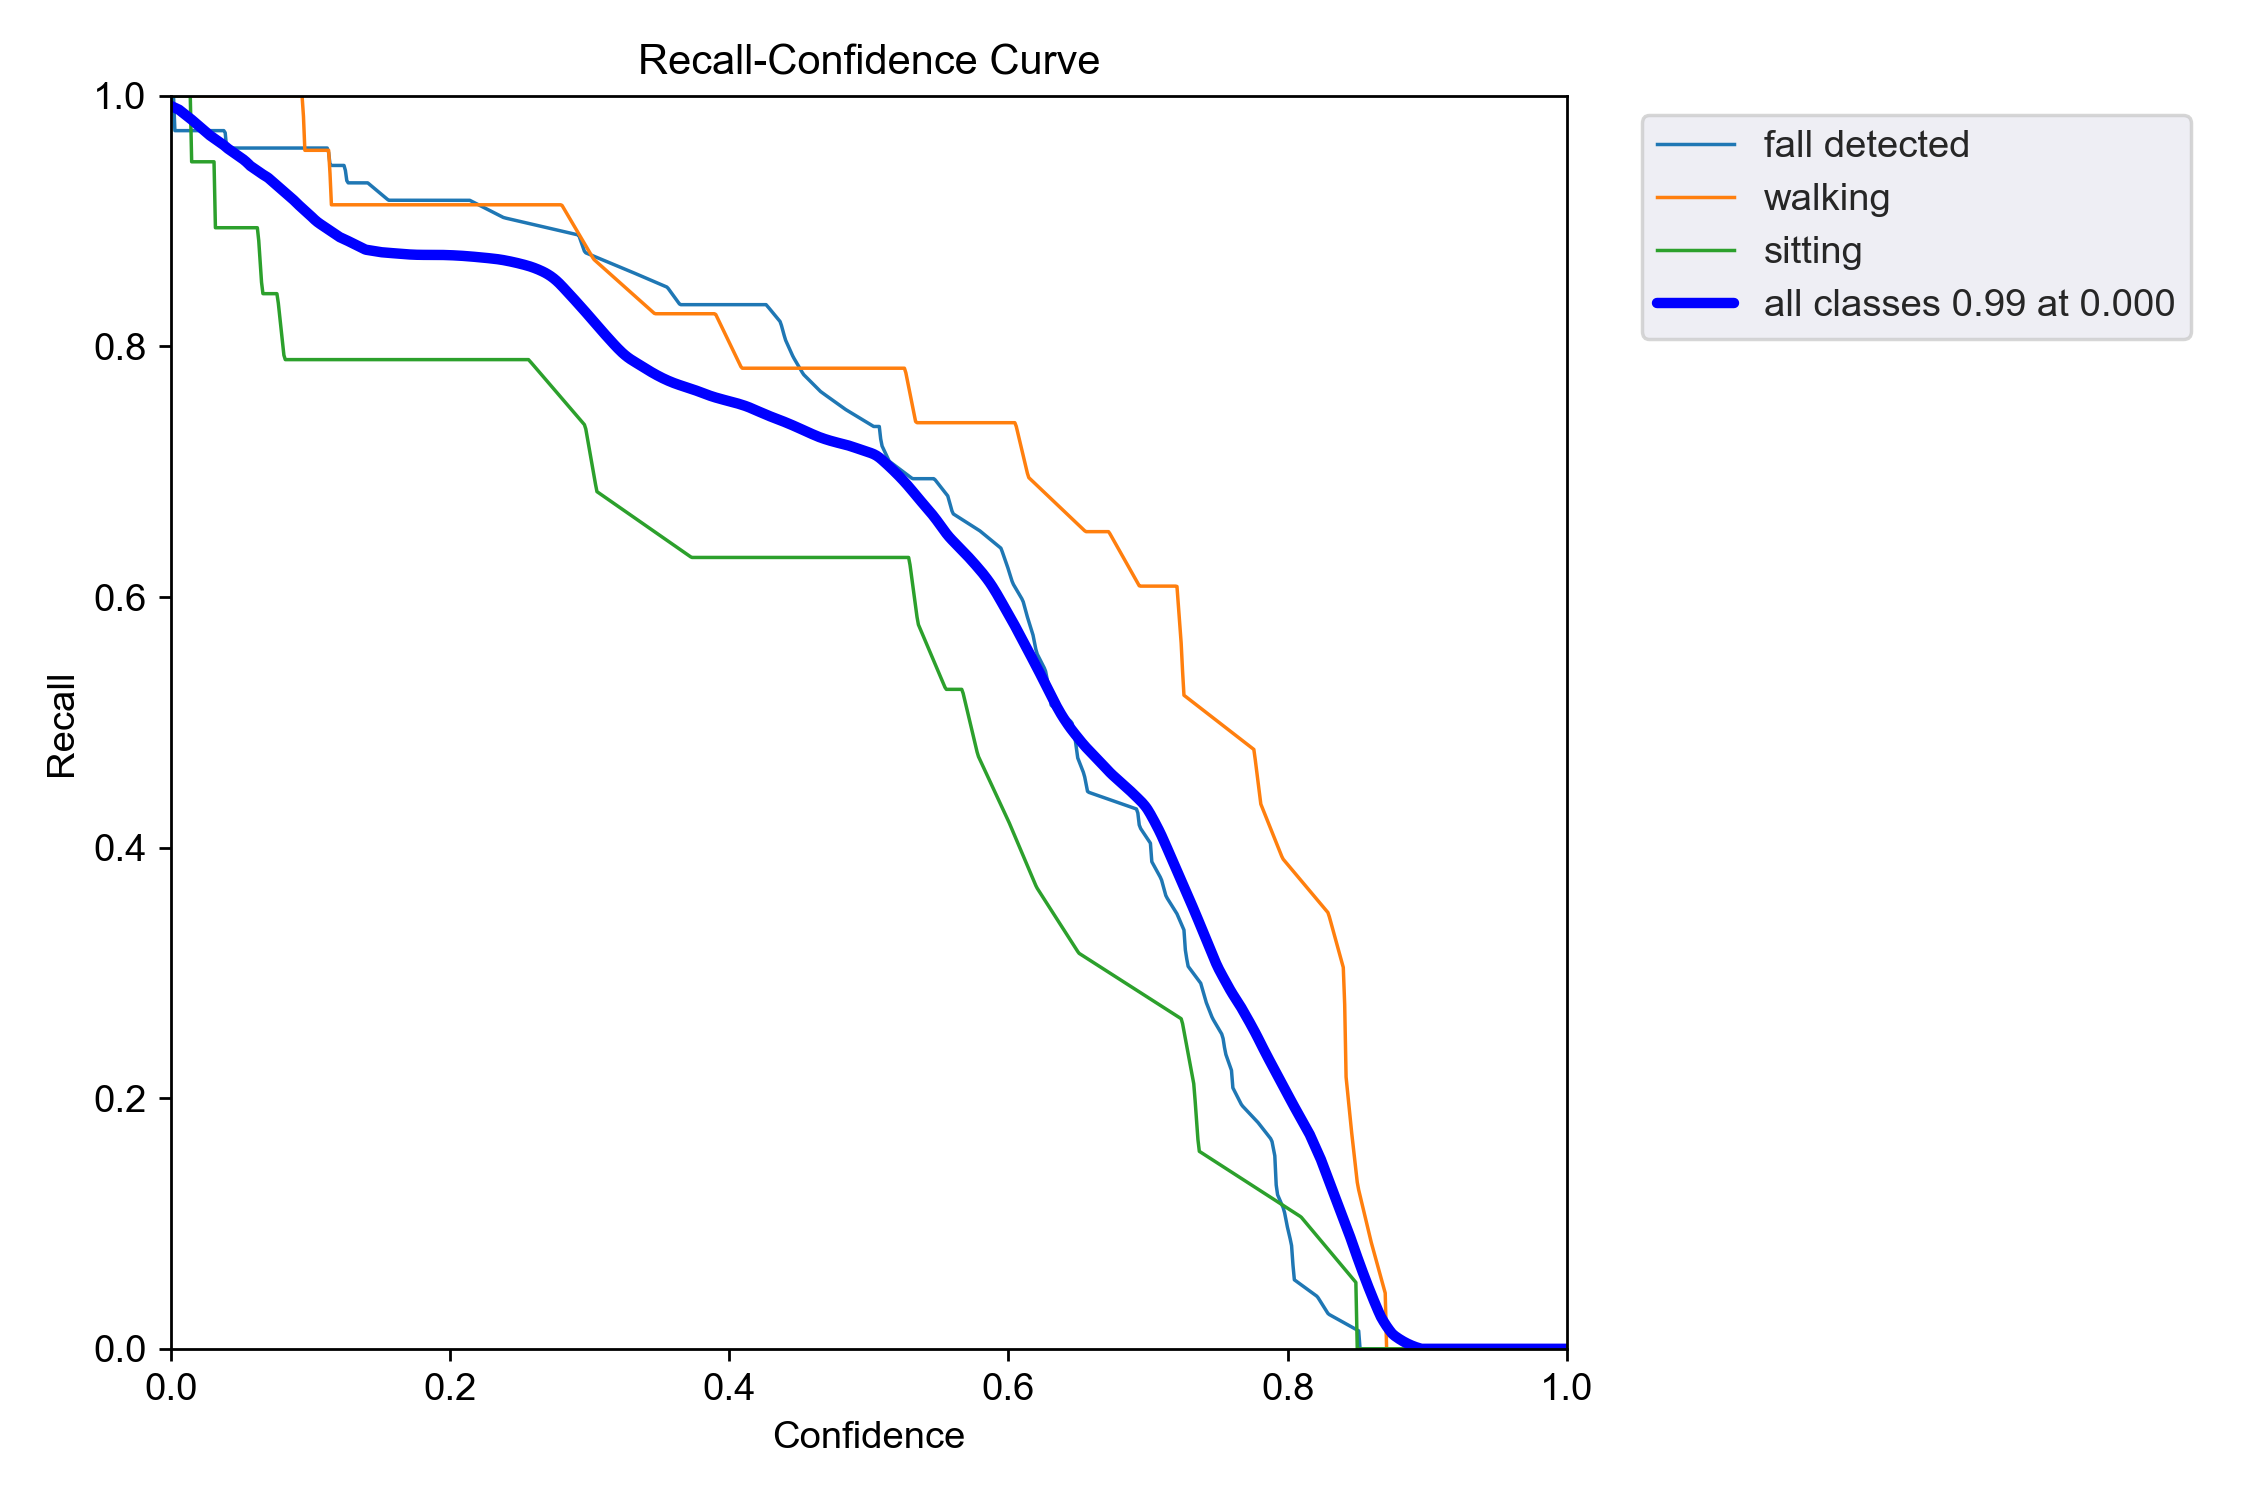 Recall-Confidence Curve
1.0
0.8
0.6
0.4
0.2
0.0
Recall
0.0 0.2 0.4 0.6 0.8 1.0
Confidence
fall detected
walking
sitting
all classes 0.99 at 0.000